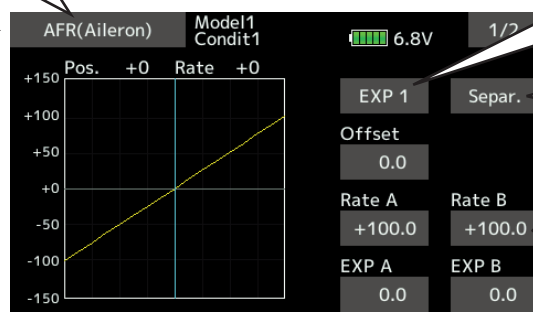 AFR(Aileron)
Model1
Condit1
6.8V
1/2
Pos. +0 Rate +0
+150
+100
+50
+0
-50
-100
-150
EXP 1
Separ.
Offset
0.0
Rate A
Rate B
+100.0
+100.0
EXP A
EXP B
0.0
0.0